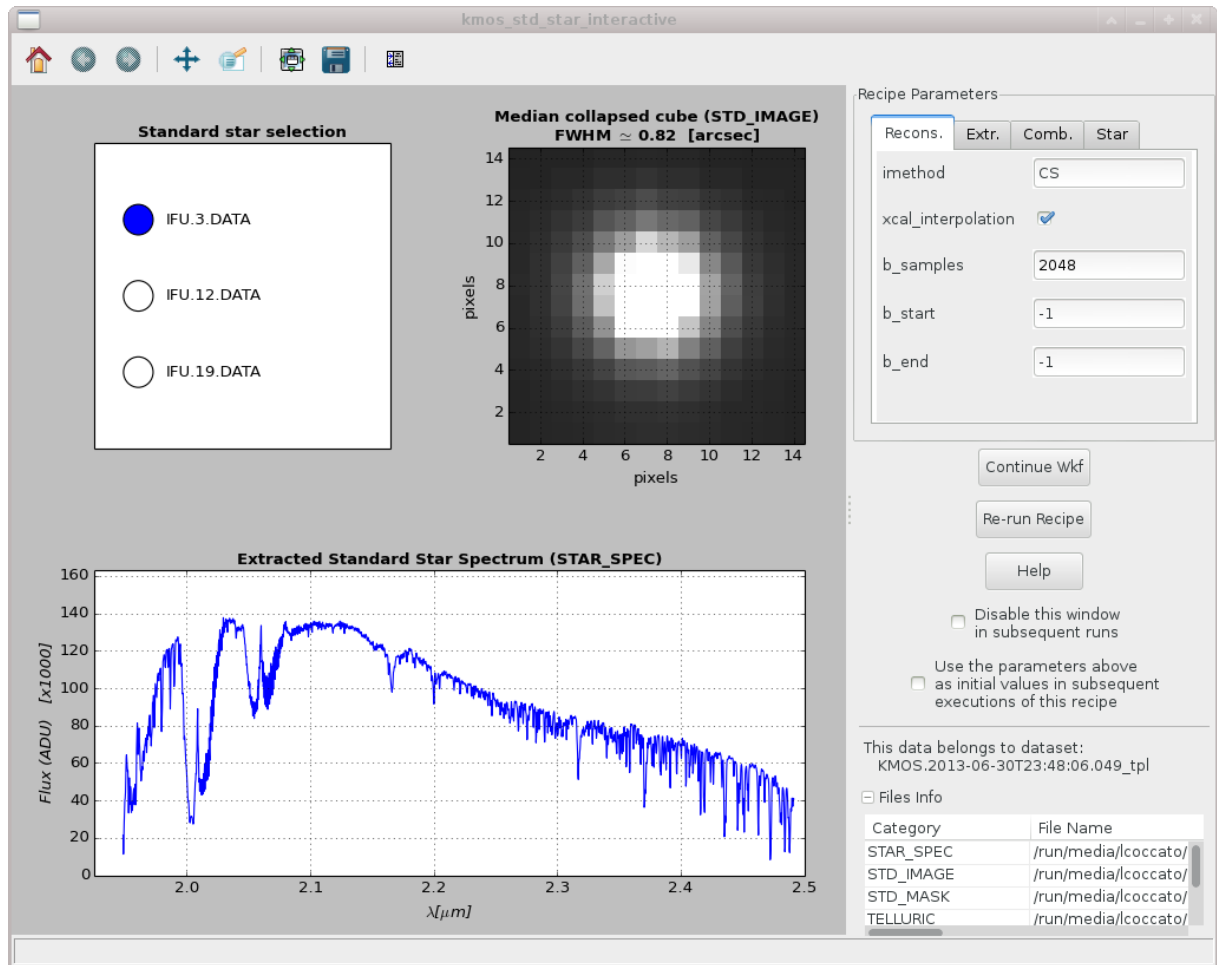 kmos_std_star_interactive
Standard star selection
IFU.3.DATA
IFU.12.DATA
IFU.19.DATA
Median collapsed cube (STD_IMAGE)
FWHM ≃ 0.82 [arcsec]
14
12
10
8
6
4
2
pixels
2 4 6 8 10 12 14
pixels
Extracted Standard Star Spectrum (STAR_SPEC)
160
140
120
100
80
60
40
20
0
Flux (ADU) [x1000]
2.0 2.1 2.2 2.3 2.4 2.5
λ[μm]
Recipe Parameters
Recons. Extr. Comb. Star
imethod CS
xcal_interpolation
b_samples 2048
b_start -1
b_end -1
Continue Wkf
Re-run Recipe
Help
Disable this window
in subsequent runs
Use the parameters above
as initial values in subsequent
executions of this recipe
This data belongs to dataset:
KMOS.2013-06-30T23:48:06.049_tpl
Files Info
Category File Name
STAR_SPEC /run/media/lcoccato/
STD_IMAGE /run/media/lcoccato/
STD_MASK /run/media/lcoccato/
TELLURIC /run/media/lcoccato/